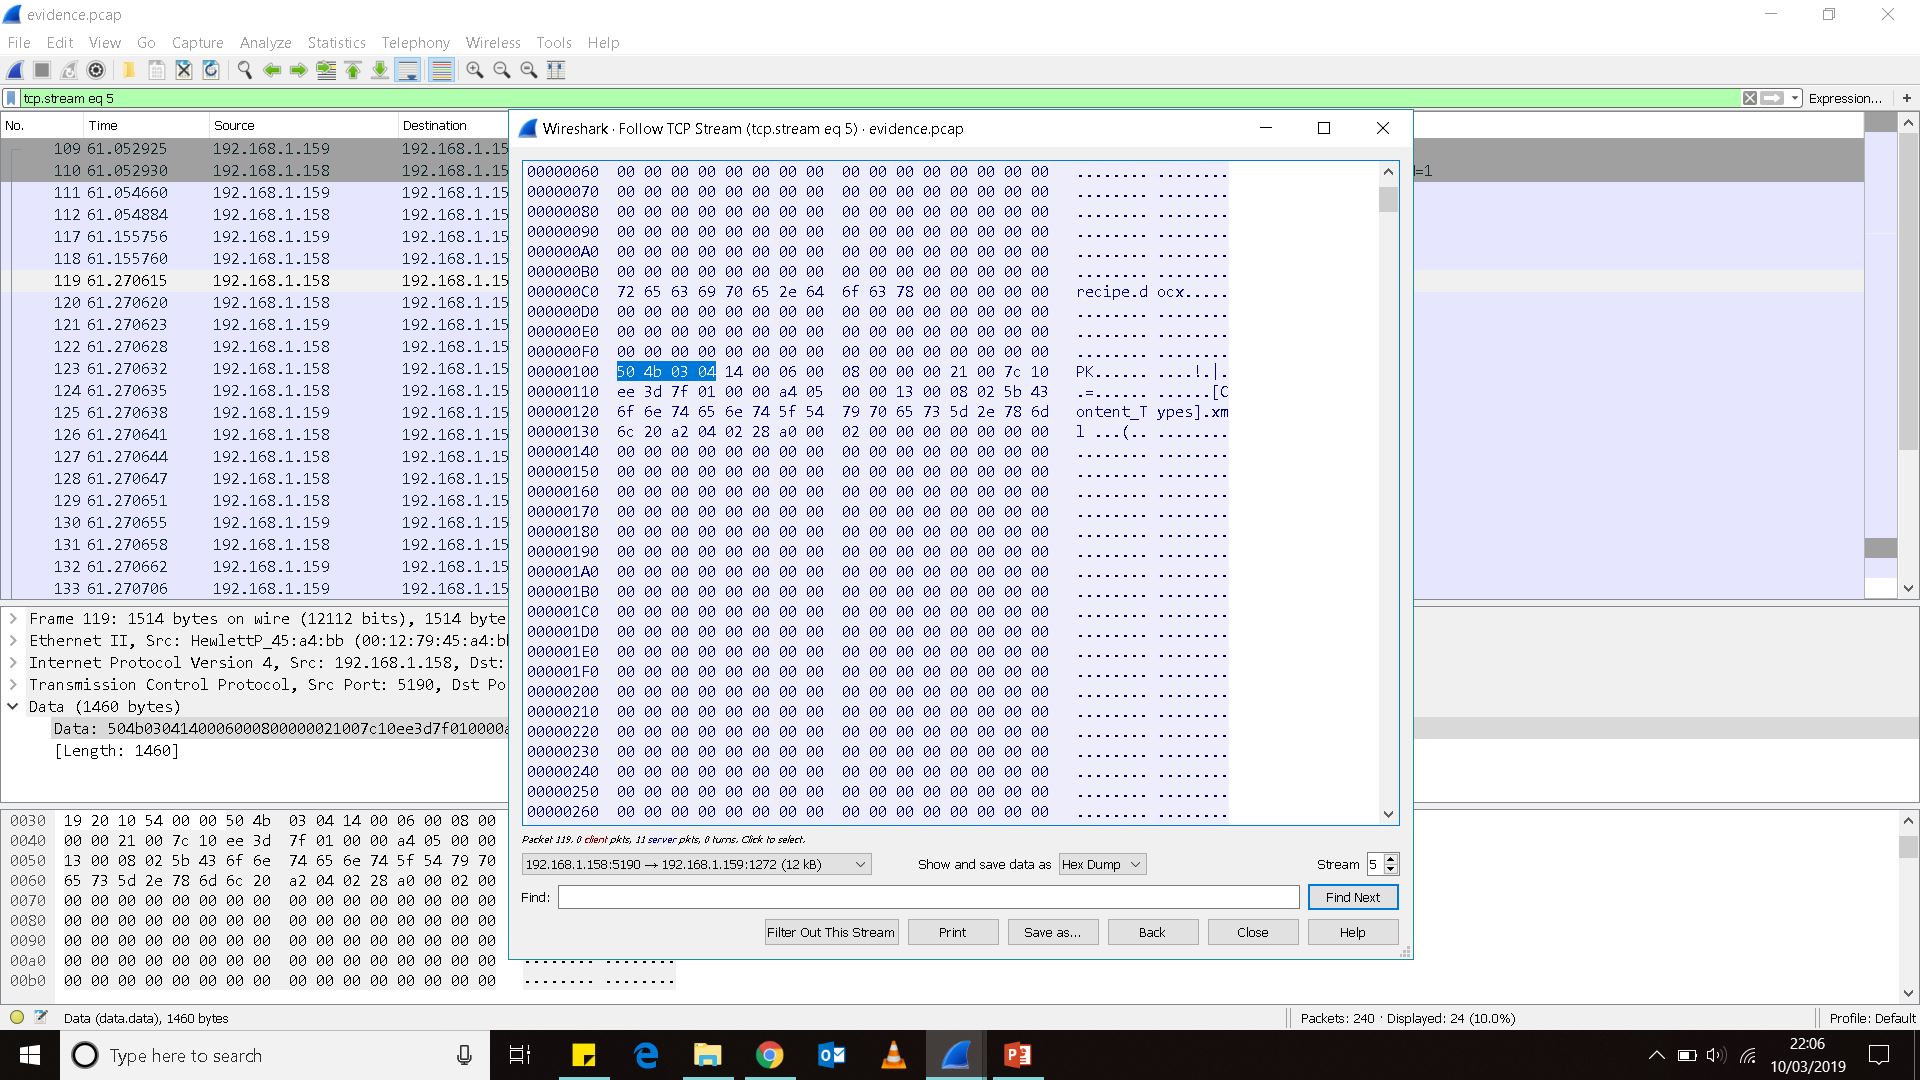 evidence.pcap
File Edit View Go Capture Analyze Statistics Telephony Wireless Tools Help
tcp.stream eq 5
Expression... +
No. Time Source Destination
109 61.052925 192.168.1.159 192.168.1.15
110 61.052930 192.168.1.158 192.168.1.15 =1
111 61.054660 192.168.1.159 192.168.1.15
112 61.054884 192.168.1.158 192.168.1.15
117 61.155756 192.168.1.159 192.168.1.15
118 61.155760 192.168.1.158 192.168.1.15
119 61.270615 192.168.1.158 192.168.1.15
120 61.270620 192.168.1.158 192.168.1.15
121 61.270623 192.168.1.159 192.168.1.15
122 61.270628 192.168.1.158 192.168.1.15
123 61.270632 192.168.1.158 192.168.1.15
124 61.270635 192.168.1.159 192.168.1.15
125 61.270638 192.168.1.159 192.168.1.15
126 61.270641 192.168.1.158 192.168.1.15
127 61.270644 192.168.1.158 192.168.1.15
128 61.270647 192.168.1.158 192.168.1.15
129 61.270651 192.168.1.158 192.168.1.15
130 61.270655 192.168.1.159 192.168.1.15
131 61.270658 192.168.1.158 192.168.1.15
132 61.270662 192.168.1.159 192.168.1.15
133 61.270706 192.168.1.159 192.168.1.15
Frame 119: 1514 bytes on wire (12112 bits), 1514 byte
Ethernet II, Src: HewlettP_45:a4:bb (00:12:79:45:a4:b
Internet Protocol Version 4, Src: 192.168.1.158, Dst:
Transmission Control Protocol, Src Port: 5190, Dst Po
Data (1460 bytes)
Data: 504b0304140006000800000021007c10ee3d7f010000a
[Length: 1460]
0030 19 20 10 54 00 00 50 4b 03 04 14 00 06 00 08 00
0040 00 00 21 00 7c 10 ee 3d 7f 01 00 00 a4 05 00 00
0050 13 00 08 02 5b 43 6f 6e 74 65 6e 74 5f 54 79 70
0060 65 73 5d 2e 78 6d 6c 20 a2 04 02 28 a0 00 02 00
0070 00 00 00 00 00 00 00 00 00 00 00 00 00 00 00 00
0080 00 00 00 00 00 00 00 00 00 00 00 00 00 00 00 00
0090 00 00 00 00 00 00 00 00 00 00 00 00 00 00 00 00
00a0 00 00 00 00 00 00 00 00 00 00 00 00 00 00 00 00 ........ ........
00b0 00 00 00 00 00 00 00 00 00 00 00 00 00 00 00 00 ........ ........
Wireshark · Follow TCP Stream (tcp.stream eq 5) · evidence.pcap
00000060 00 00 00 00 00 00 00 00 00 00 00 00 00 00 00 00 ........ ........
00000070 00 00 00 00 00 00 00 00 00 00 00 00 00 00 00 00 ........ ........
00000080 00 00 00 00 00 00 00 00 00 00 00 00 00 00 00 00 ........ ........
00000090 00 00 00 00 00 00 00 00 00 00 00 00 00 00 00 00 ........ ........
000000A0 00 00 00 00 00 00 00 00 00 00 00 00 00 00 00 00 ........ ........
000000B0 00 00 00 00 00 00 00 00 00 00 00 00 00 00 00 00 ........ ........
000000C0 72 65 63 69 70 65 2e 64 6f 63 78 00 00 00 00 00 recipe.d ocx.....
000000D0 00 00 00 00 00 00 00 00 00 00 00 00 00 00 00 00 ........ ........
000000E0 00 00 00 00 00 00 00 00 00 00 00 00 00 00 00 00 ........ ........
000000F0 00 00 00 00 00 00 00 00 00 00 00 00 00 00 00 00 ........ ........
00000100 50 4b 03 04 14 00 06 00 08 00 00 00 21 00 7c 10 PK...... ....!.|.
00000110 ee 3d 7f 01 00 00 a4 05 00 00 13 00 08 02 5b 43 .=...... ......[C
00000120 6f 6e 74 65 6e 74 5f 54 79 70 65 73 5d 2e 78 6d ontent_T ypes].xm
00000130 6c 20 a2 04 02 28 a0 00 02 00 00 00 00 00 00 00 l ...(.. ........
00000140 00 00 00 00 00 00 00 00 00 00 00 00 00 00 00 00 ........ ........
00000150 00 00 00 00 00 00 00 00 00 00 00 00 00 00 00 00 ........ ........
00000160 00 00 00 00 00 00 00 00 00 00 00 00 00 00 00 00 ........ ........
00000170 00 00 00 00 00 00 00 00 00 00 00 00 00 00 00 00 ........ ........
00000180 00 00 00 00 00 00 00 00 00 00 00 00 00 00 00 00 ........ ........
00000190 00 00 00 00 00 00 00 00 00 00 00 00 00 00 00 00 ........ ........
000001A0 00 00 00 00 00 00 00 00 00 00 00 00 00 00 00 00 ........ ........
000001B0 00 00 00 00 00 00 00 00 00 00 00 00 00 00 00 00 ........ ........
000001C0 00 00 00 00 00 00 00 00 00 00 00 00 00 00 00 00 ........ ........
000001D0 00 00 00 00 00 00 00 00 00 00 00 00 00 00 00 00 ........ ........
000001E0 00 00 00 00 00 00 00 00 00 00 00 00 00 00 00 00 ........ ........
000001F0 00 00 00 00 00 00 00 00 00 00 00 00 00 00 00 00 ........ ........
00000200 00 00 00 00 00 00 00 00 00 00 00 00 00 00 00 00 ........ ........
00000210 00 00 00 00 00 00 00 00 00 00 00 00 00 00 00 00 ........ ........
00000220 00 00 00 00 00 00 00 00 00 00 00 00 00 00 00 00 ........ ........
00000230 00 00 00 00 00 00 00 00 00 00 00 00 00 00 00 00 ........ ........
00000240 00 00 00 00 00 00 00 00 00 00 00 00 00 00 00 00 ........ ........
00000250 00 00 00 00 00 00 00 00 00 00 00 00 00 00 00 00 ........ ........
00000260 00 00 00 00 00 00 00 00 00 00 00 00 00 00 00 00 ........ ........
Packet 119. 0 client pkts, 11 server pkts, 0 turns. Click to select.
192.168.1.158:5190 → 192.168.1.159:1272 (12 kB) Show and save data as Hex Dump Stream 5
Find: Find Next
Filter Out This Stream Print Save as... Back Close Help
Data (data.data), 1460 bytes Packets: 240 · Displayed: 24 (10.0%) Profile: Default
Type here to search
22:06
10/03/2019